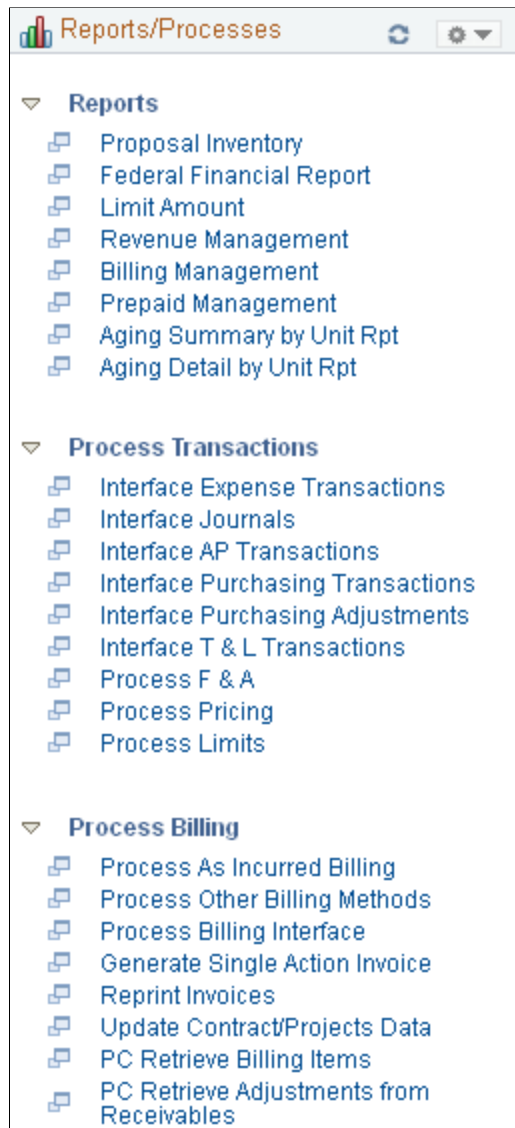 Reports/Processes
Reports
Proposal Inventory
Federal Financial Report
Limit Amount
Revenue Management
Billing Management
Prepaid Management
Aging Summary by Unit Rpt
Aging Detail by Unit Rpt
Process Transactions
Interface Expense Transactions
Interface Journals
Interface AP Transactions
Interface Purchasing Transactions
Interface Purchasing Adjustments
Interface T & L Transactions
Process F & A
Process Pricing
Process Limits
Process Billing
Process As Incurred Billing
Process Other Billing Methods
Process Billing Interface
Generate Single Action Invoice
Reprint Invoices
Update Contract/Projects Data
PC Retrieve Billing Items
PC Retrieve Adjustments from
Receivables